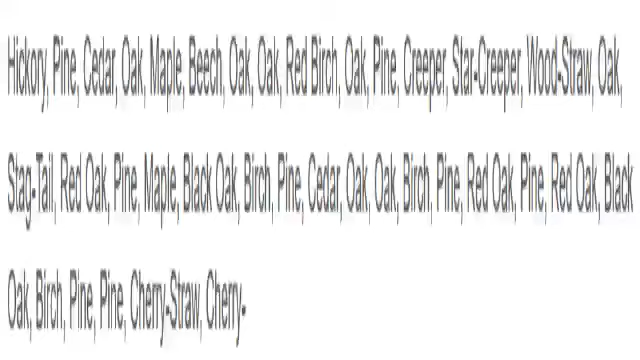 Hickory, Pine, Cedar, Oak, Maple, Beech, Oak, Oak, Red Birch, Oak, Pine, Creeper, Star-Creeper, Wood-Straw, Oak,
Stag-Tail, Red Oak, Pine, Maple, Black Oak, Birch, Pine, Cedar, Oak, Oak, Birch, Pine, Red Oak, Pine, Red Oak, Black
Oak, Birch, Pine, Pine, Cherry-Straw, Cherry-